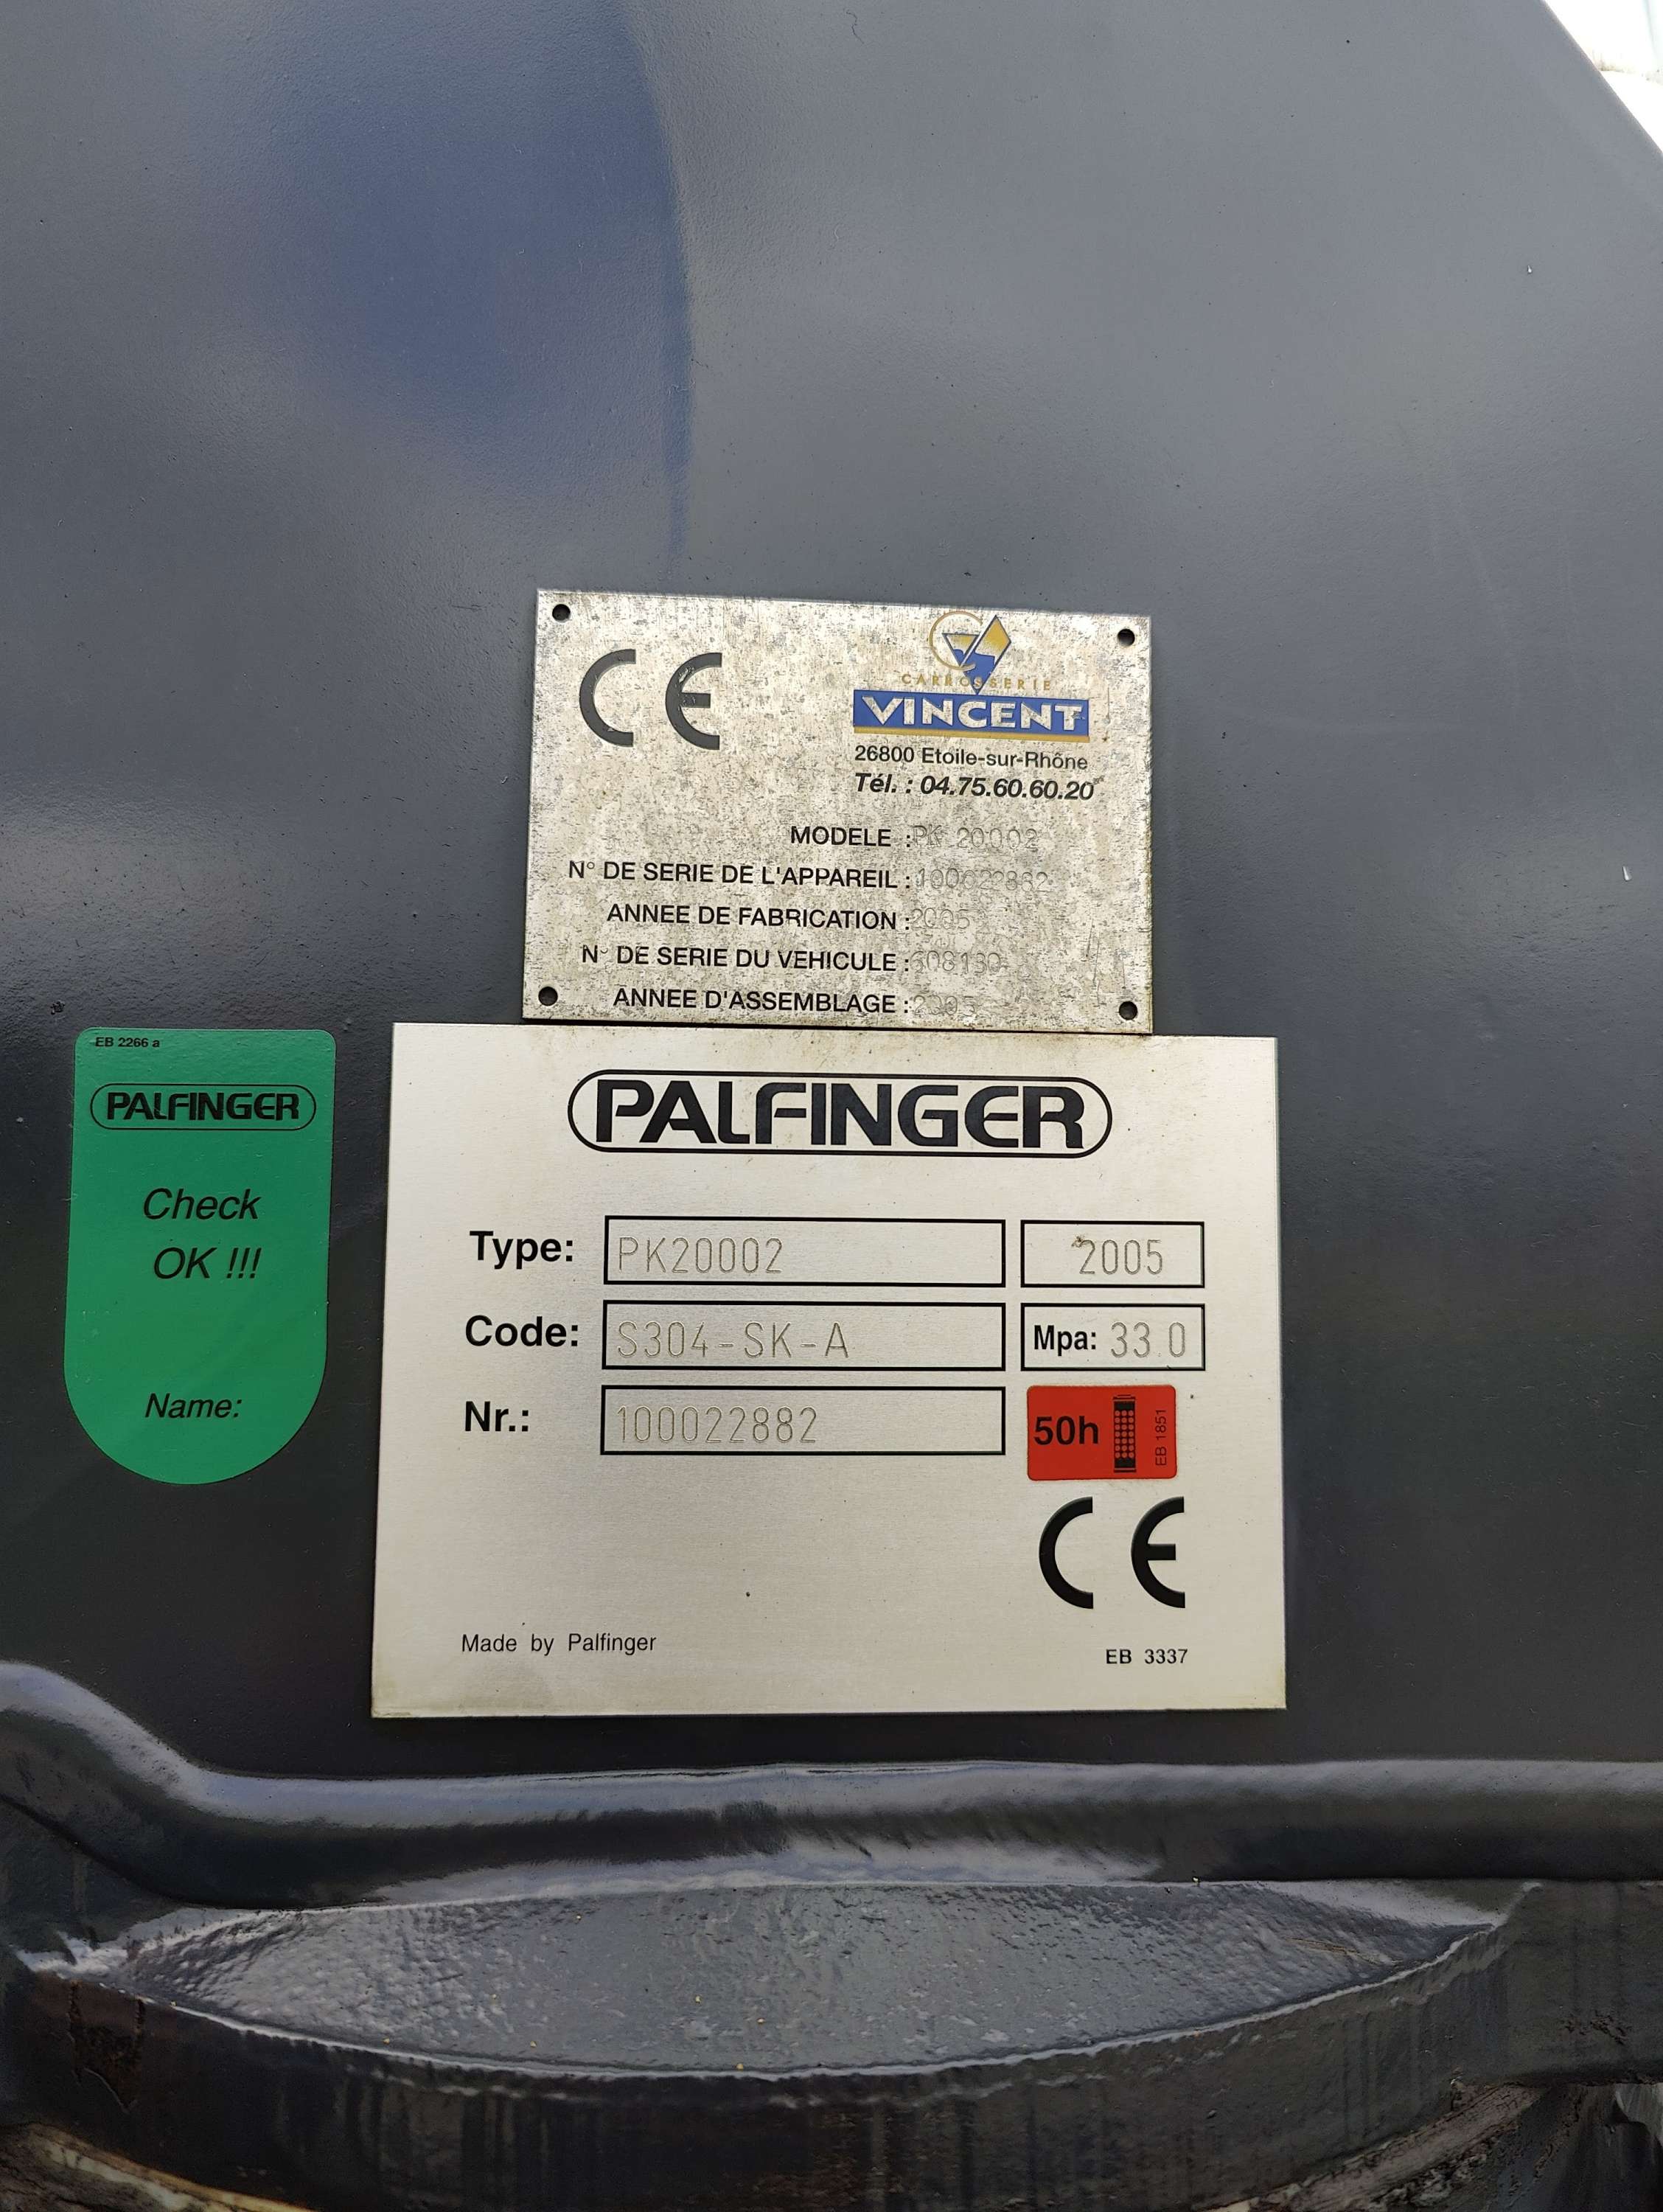 CE
CARROSSERIE
VINCENT
26800 Etoile-sur-Rhône
Tél. : 04.75.60.60.20
MODELE : PK 20002
N° DE SERIE DE L'APPAREIL : 100022882
ANNEE DE FABRICATION : 2005
N° DE SERIE DU VEHICULE :
ANNEE D'ASSEMBLAGE : 2005
EB 2266 a
PALFINGER
Check
OK !!!
Name:
PALFINGER
Type: PK20002 2005
Code: S304-SK-A Mpa: 33.0
Nr.: 100022882
50h EB 1851
CE
Made by Palfinger EB 3337